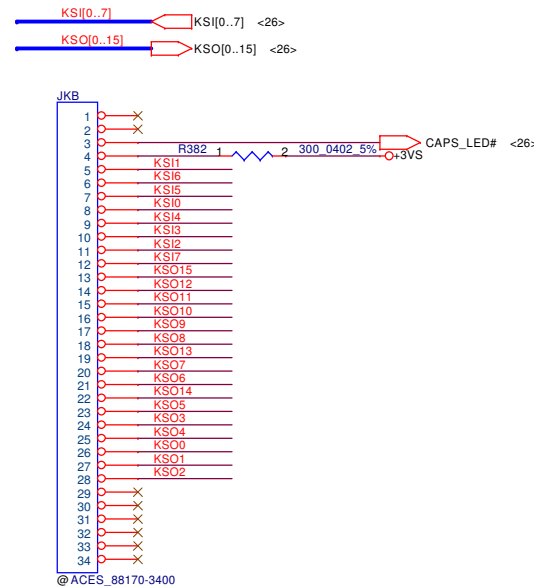 KSI[0..7]
KSI[0..7] <26>
KSO[0..15]
KSO[0..15] <26>
JKB
1
2
3 CAPS_LED# <26>
4 R382 1 2 300_0402_5% +3VS
5 KSI1
6 KSI6
7 KSI5
8 KSI0
9 KSI4
10 KSI3
11 KSI2
12 KSI7
13 KSO15
14 KSO12
15 KSO11
16 KSO10
17 KSO9
18 KSO8
19 KSO13
20 KSO7
21 KSO6
22 KSO14
23 KSO5
24 KSO3
25 KSO4
26 KSO0
27 KSO1
28 KSO2
29
30
31
32
33
34
@ACES_88170-3400